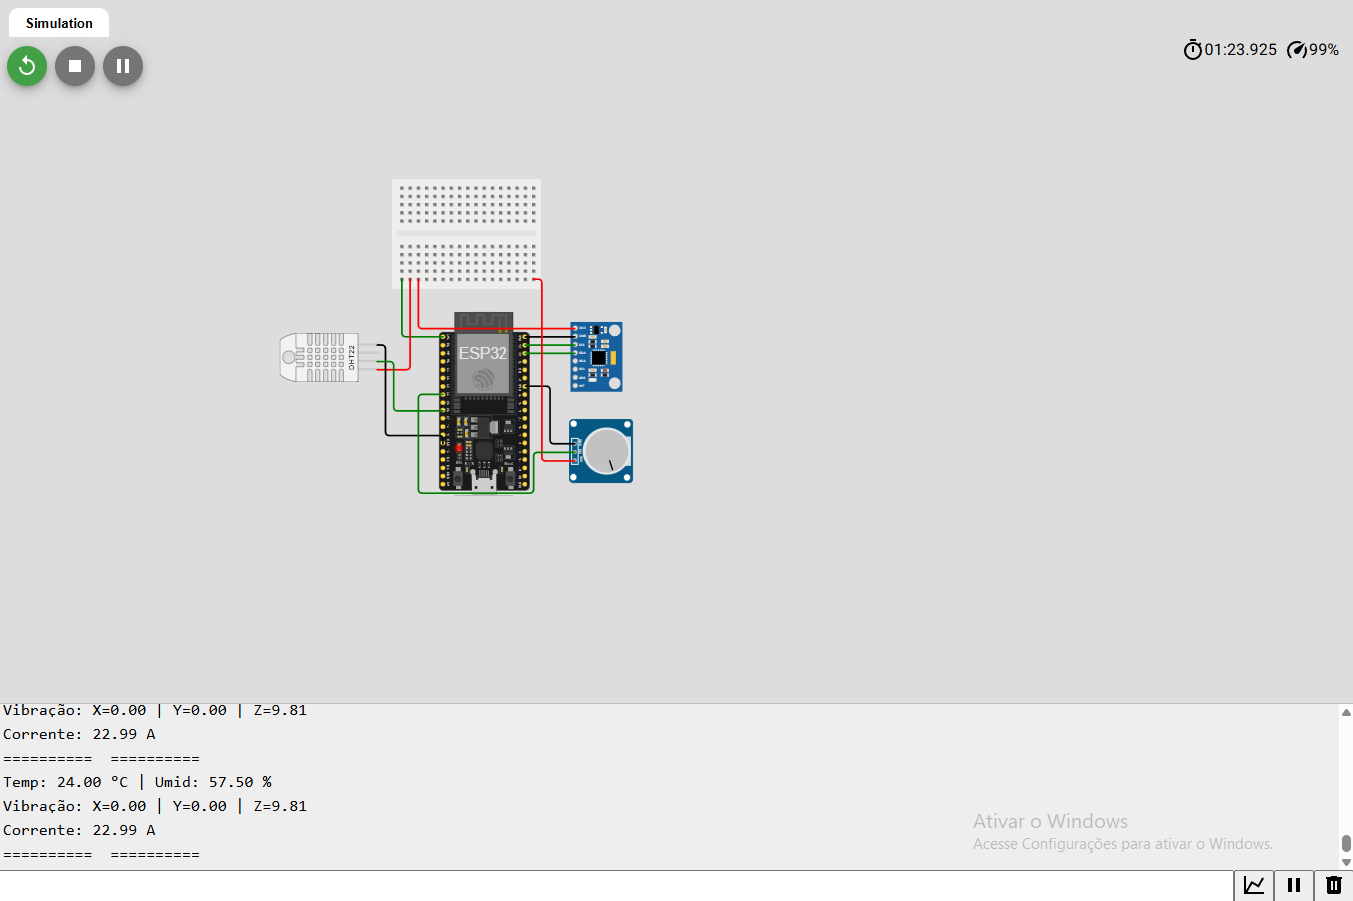 Simulation
01:23.925
99%
ESP32
DHT22
Vibração: X=0.00 | Y=0.00 | Z=9.81
Corrente: 22.99 A
==========  ==========
Temp: 24.00 °C | Umid: 57.50 %
Vibração: X=0.00 | Y=0.00 | Z=9.81
Corrente: 22.99 A
==========  ==========
Ativar o Windows
Acesse Configurações para ativar o Windows.